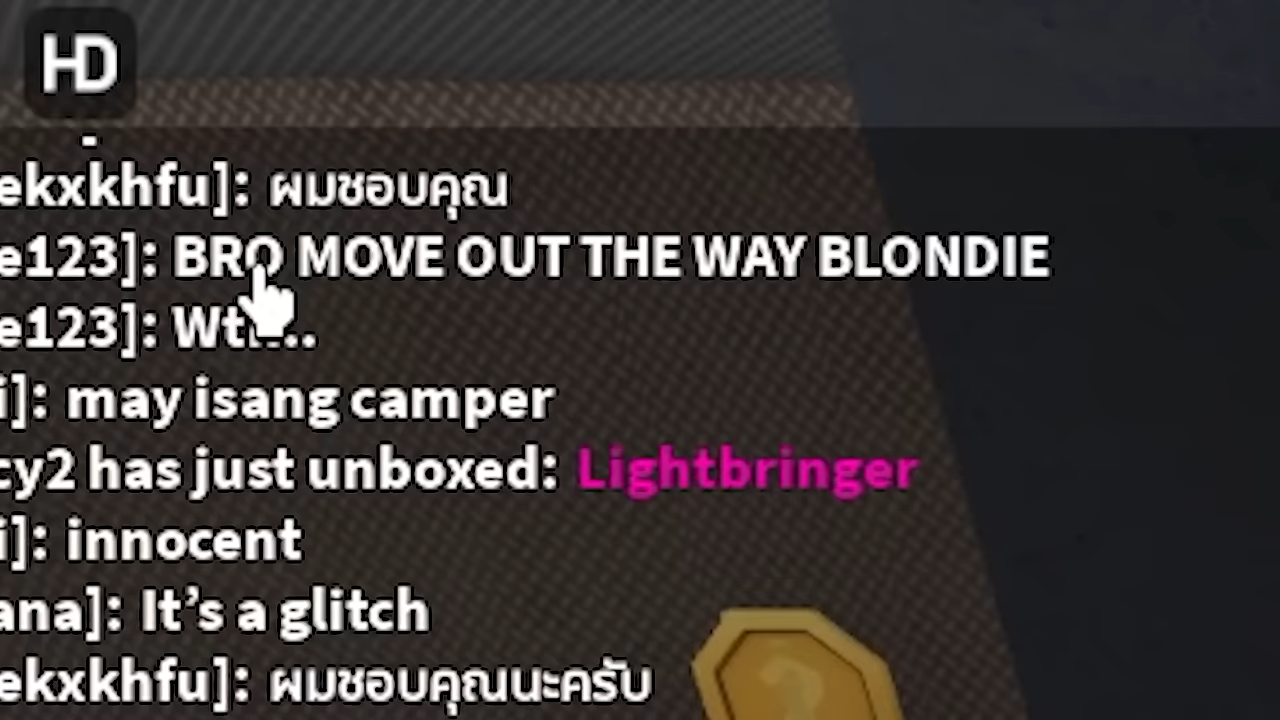 HD
ekxkhfu]: ผมชอบคุณ
e123]: BRO MOVE OUT THE WAY BLONDIE
e123]:
i]: may isang camper
cy2 has just unboxed: Lightbringer
i]: innocent
ana]: It’s a glitch
ekxkhfu]: ผมชอบคุณนะครับ